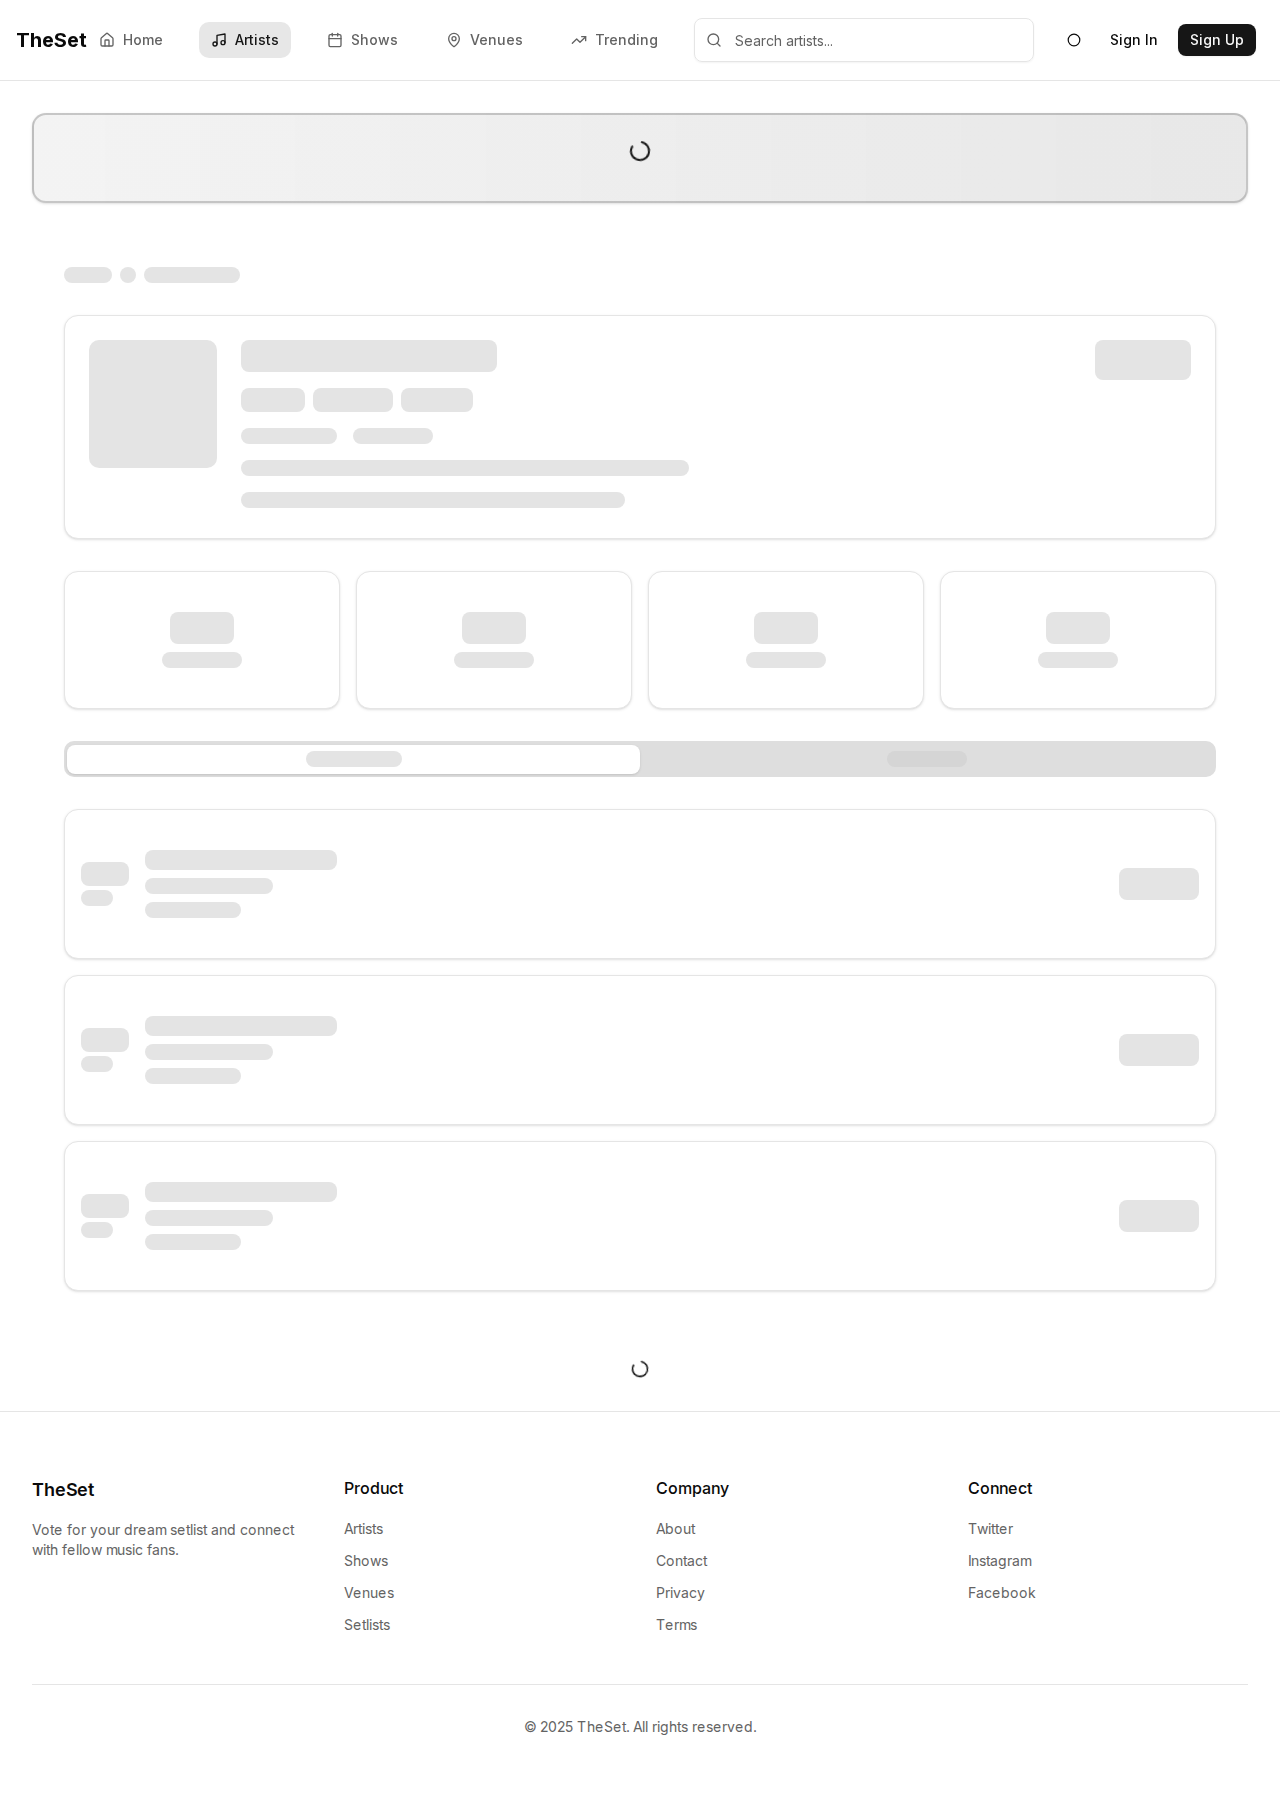 TheSet
Home
Artists
Shows
Venues
Trending
Search artists...
Sign In
Sign Up
TheSet
Vote for your dream setlist and connect
with fellow music fans.
Product
Artists
Shows
Venues
Setlists
Company
About
Contact
Privacy
Terms
Connect
Twitter
Instagram
Facebook
© 2025 TheSet. All rights reserved.